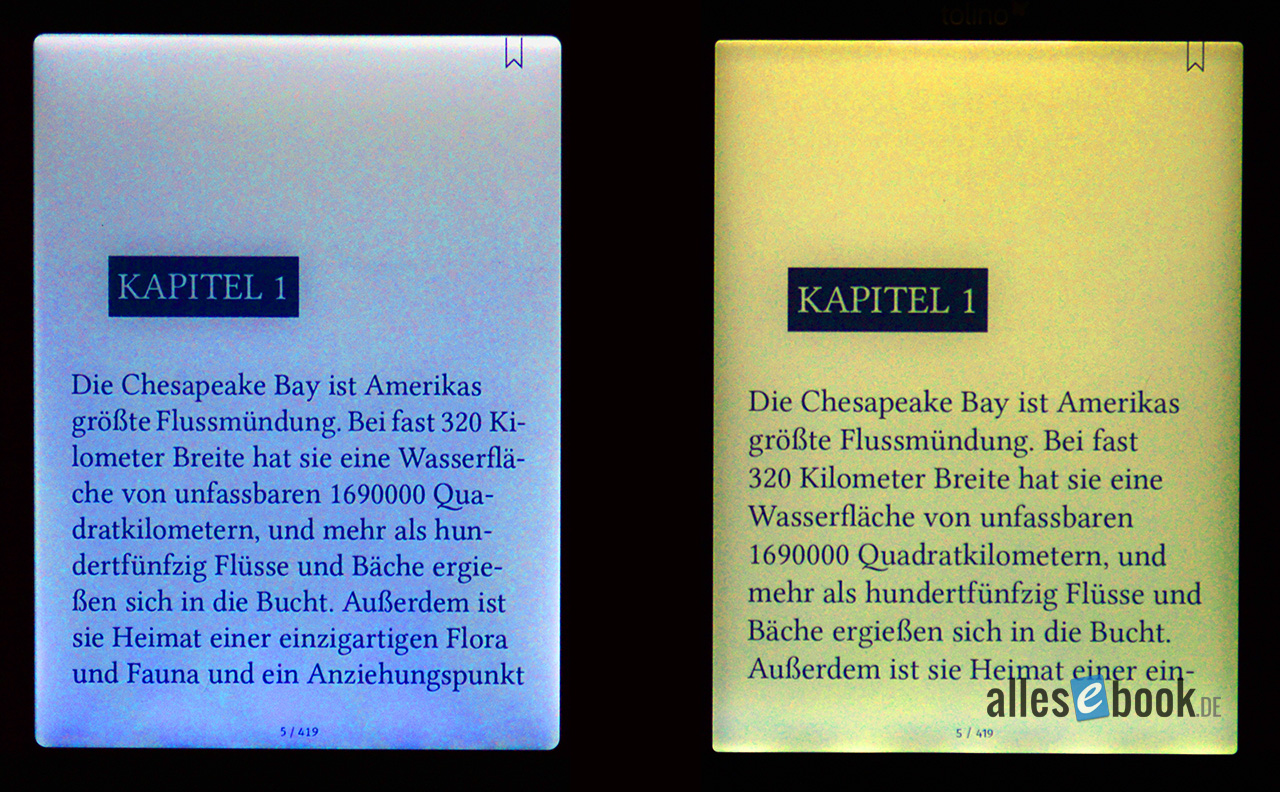 KAPITEL 1
Die Chesapeake Bay ist Amerikas
größte Flussmündung. Bei fast 320 Ki-
lometer Breite hat sie eine Wasserflä-
che von unfassbaren 1690000 Qua-
dratkilometern, und mehr als hun-
dertfünfzig Flüsse und Bäche ergie-
ßen sich in die Bucht. Außerdem ist
sie Heimat einer einzigartigen Flora
und Fauna und ein Anziehungspunkt
5 / 419
tolino
KAPITEL 1
Die Chesapeake Bay ist Amerikas
größte Flussmündung. Bei fast
320 Kilometer Breite hat sie eine
Wasserfläche von unfassbaren
1690000 Quadratkilometern, und
mehr als hundertfünfzig Flüsse und
Bäche ergießen sich in die Bucht.
Außerdem ist sie Heimat einer ein-
allesebook.DE
5 / 419